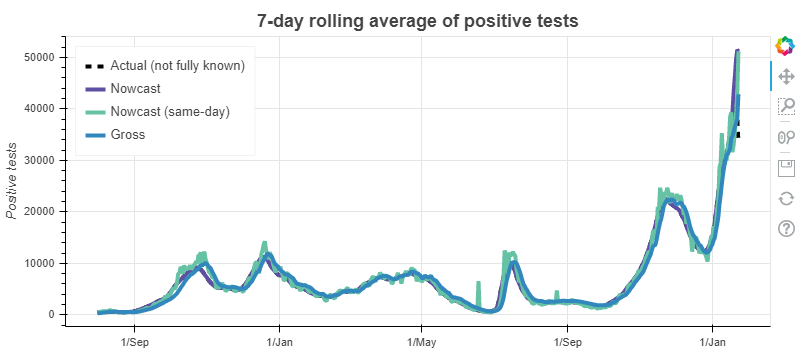 7-day rolling average of positive tests
Actual (not fully known)
Nowcast
Nowcast (same-day)
Gross
Positive tests
50000
40000
30000
20000
10000
0
1/Sep
1/Jan
1/May
1/Sep
1/Jan